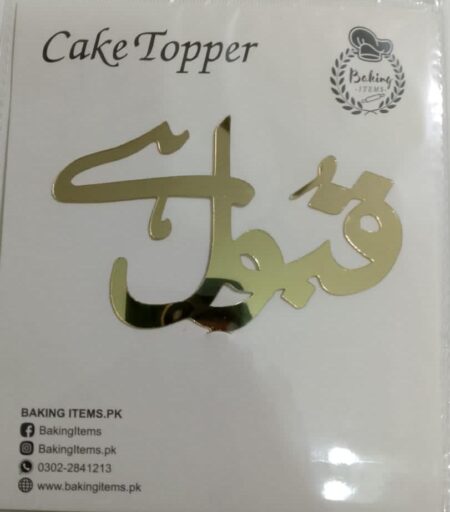 Cake Topper
Baking
-ITEMS-
قبول ہے
BAKING ITEMS.PK
BakingItems
BakingItems.pk
0302-2841213
www.bakingitems.pk